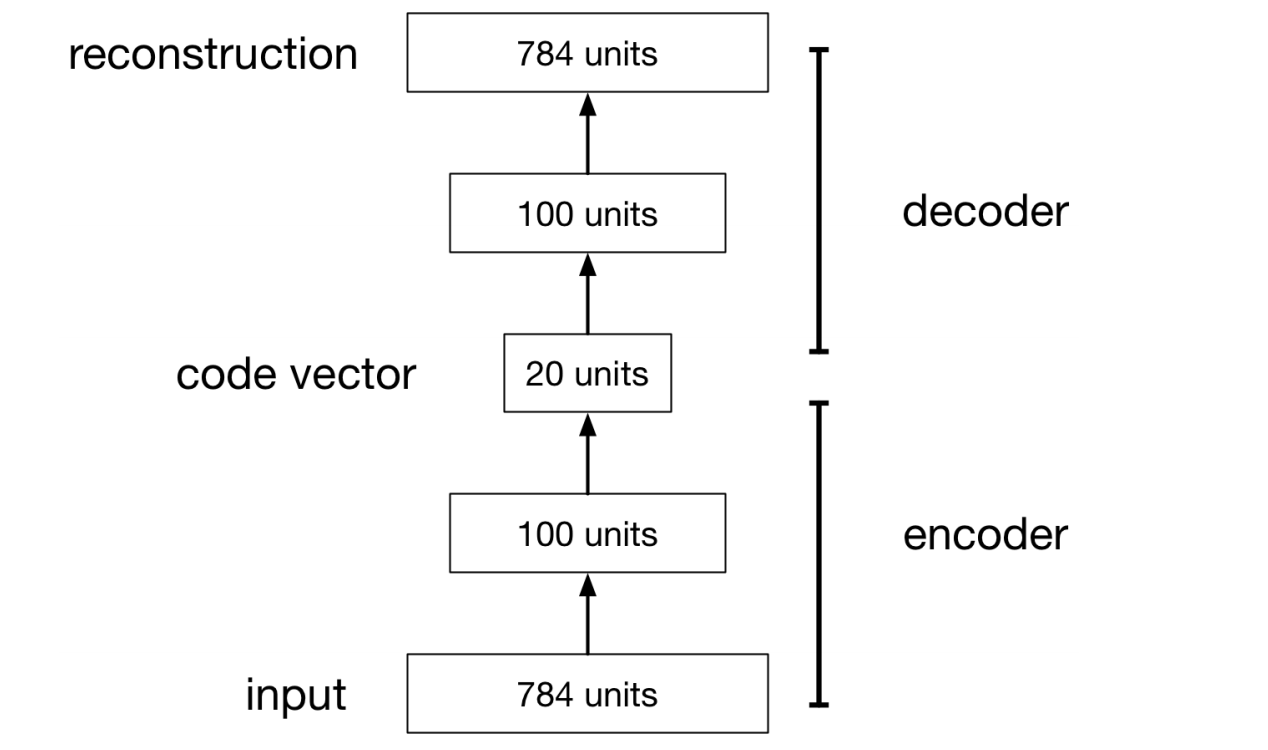 reconstruction
784 units
100 units
decoder
code vector
20 units
100 units
encoder
input
784 units